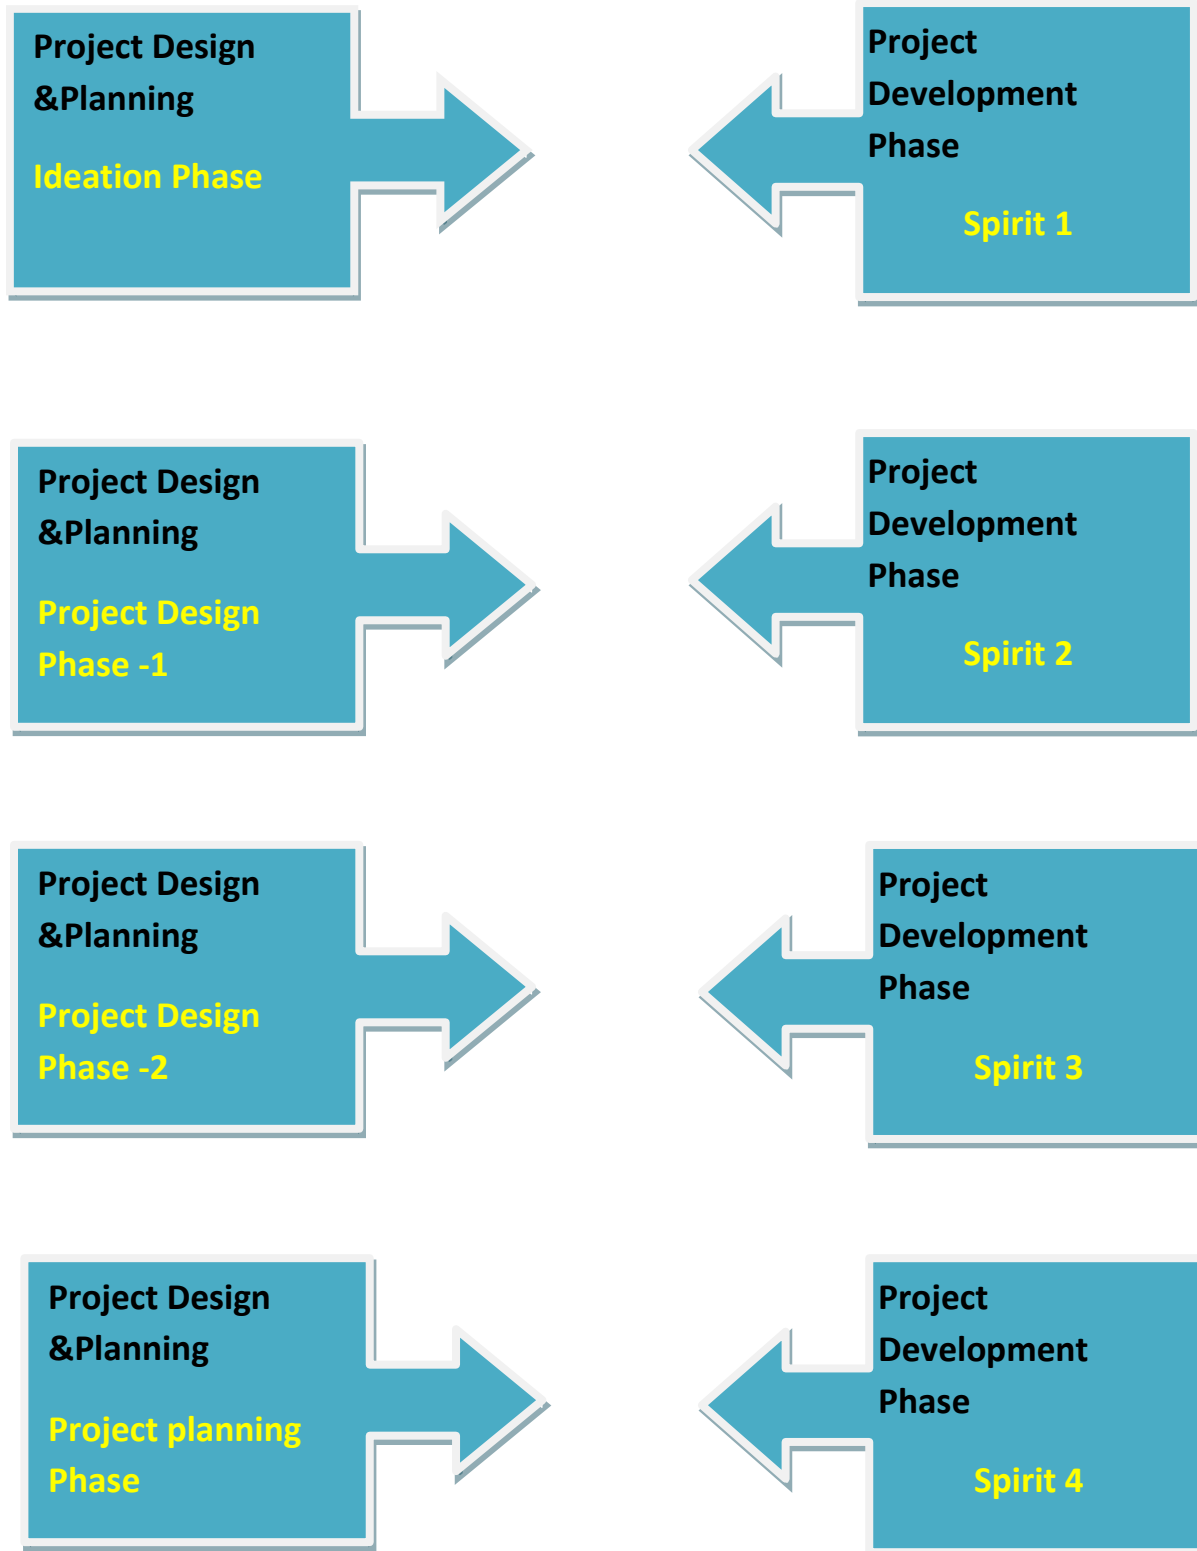 Project Design
&Planning
Ideation Phase
Project
Development
Phase
Spirit 1
Project Design
&Planning
Project Design
Phase -1
Project
Development
Phase
Spirit 2
Project Design
&Planning
Project Design
Phase -2
Project
Development
Phase
Spirit 3
Project Design
&Planning
Project planning
Phase
Project
Development
Phase
Spirit 4